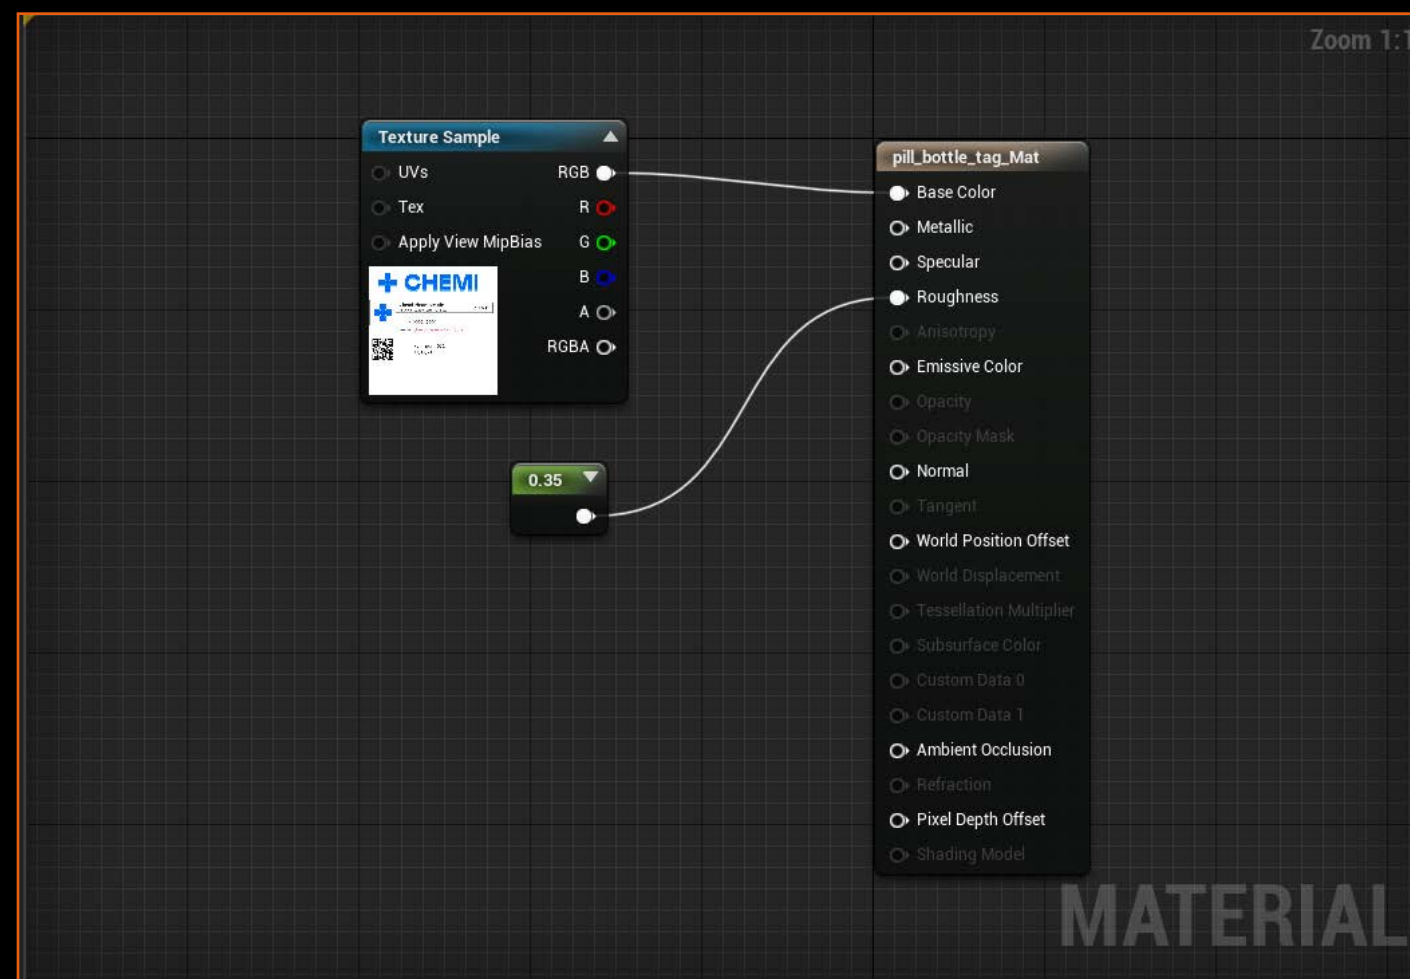 Zoom 1:1
Texture Sample
UVs
RGB
Tex
R
Apply View MipBias
G
B
A
RGBA
CHEMI
0.35
pill_bottle_tag_Mat
Base Color
Metallic
Specular
Roughness
Anisotropy
Emissive Color
Opacity
Opacity Mask
Normal
Tangent
World Position Offset
World Displacement
Tessellation Multiplier
Subsurface Color
Custom Data 0
Custom Data 1
Ambient Occlusion
Refraction
Pixel Depth Offset
Shading Model
MATERIAL